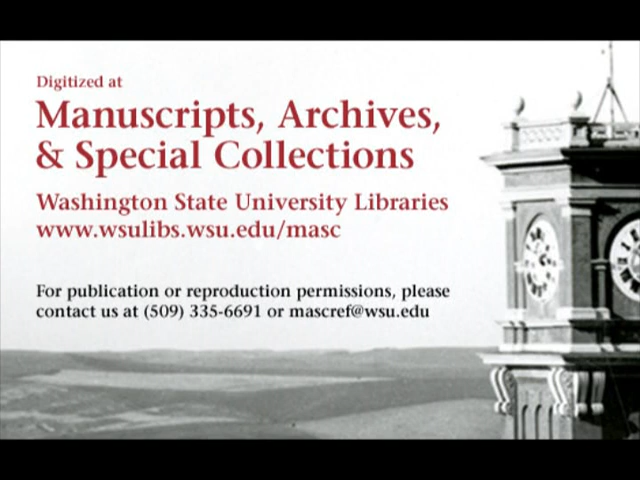 Digitized at
Manuscripts, Archives,
& Special Collections
Washington State University Libraries
www.wsulibs.wsu.edu/masc
For publication or reproduction permissions, please
contact us at (509) 335-6691 or mascref@wsu.edu